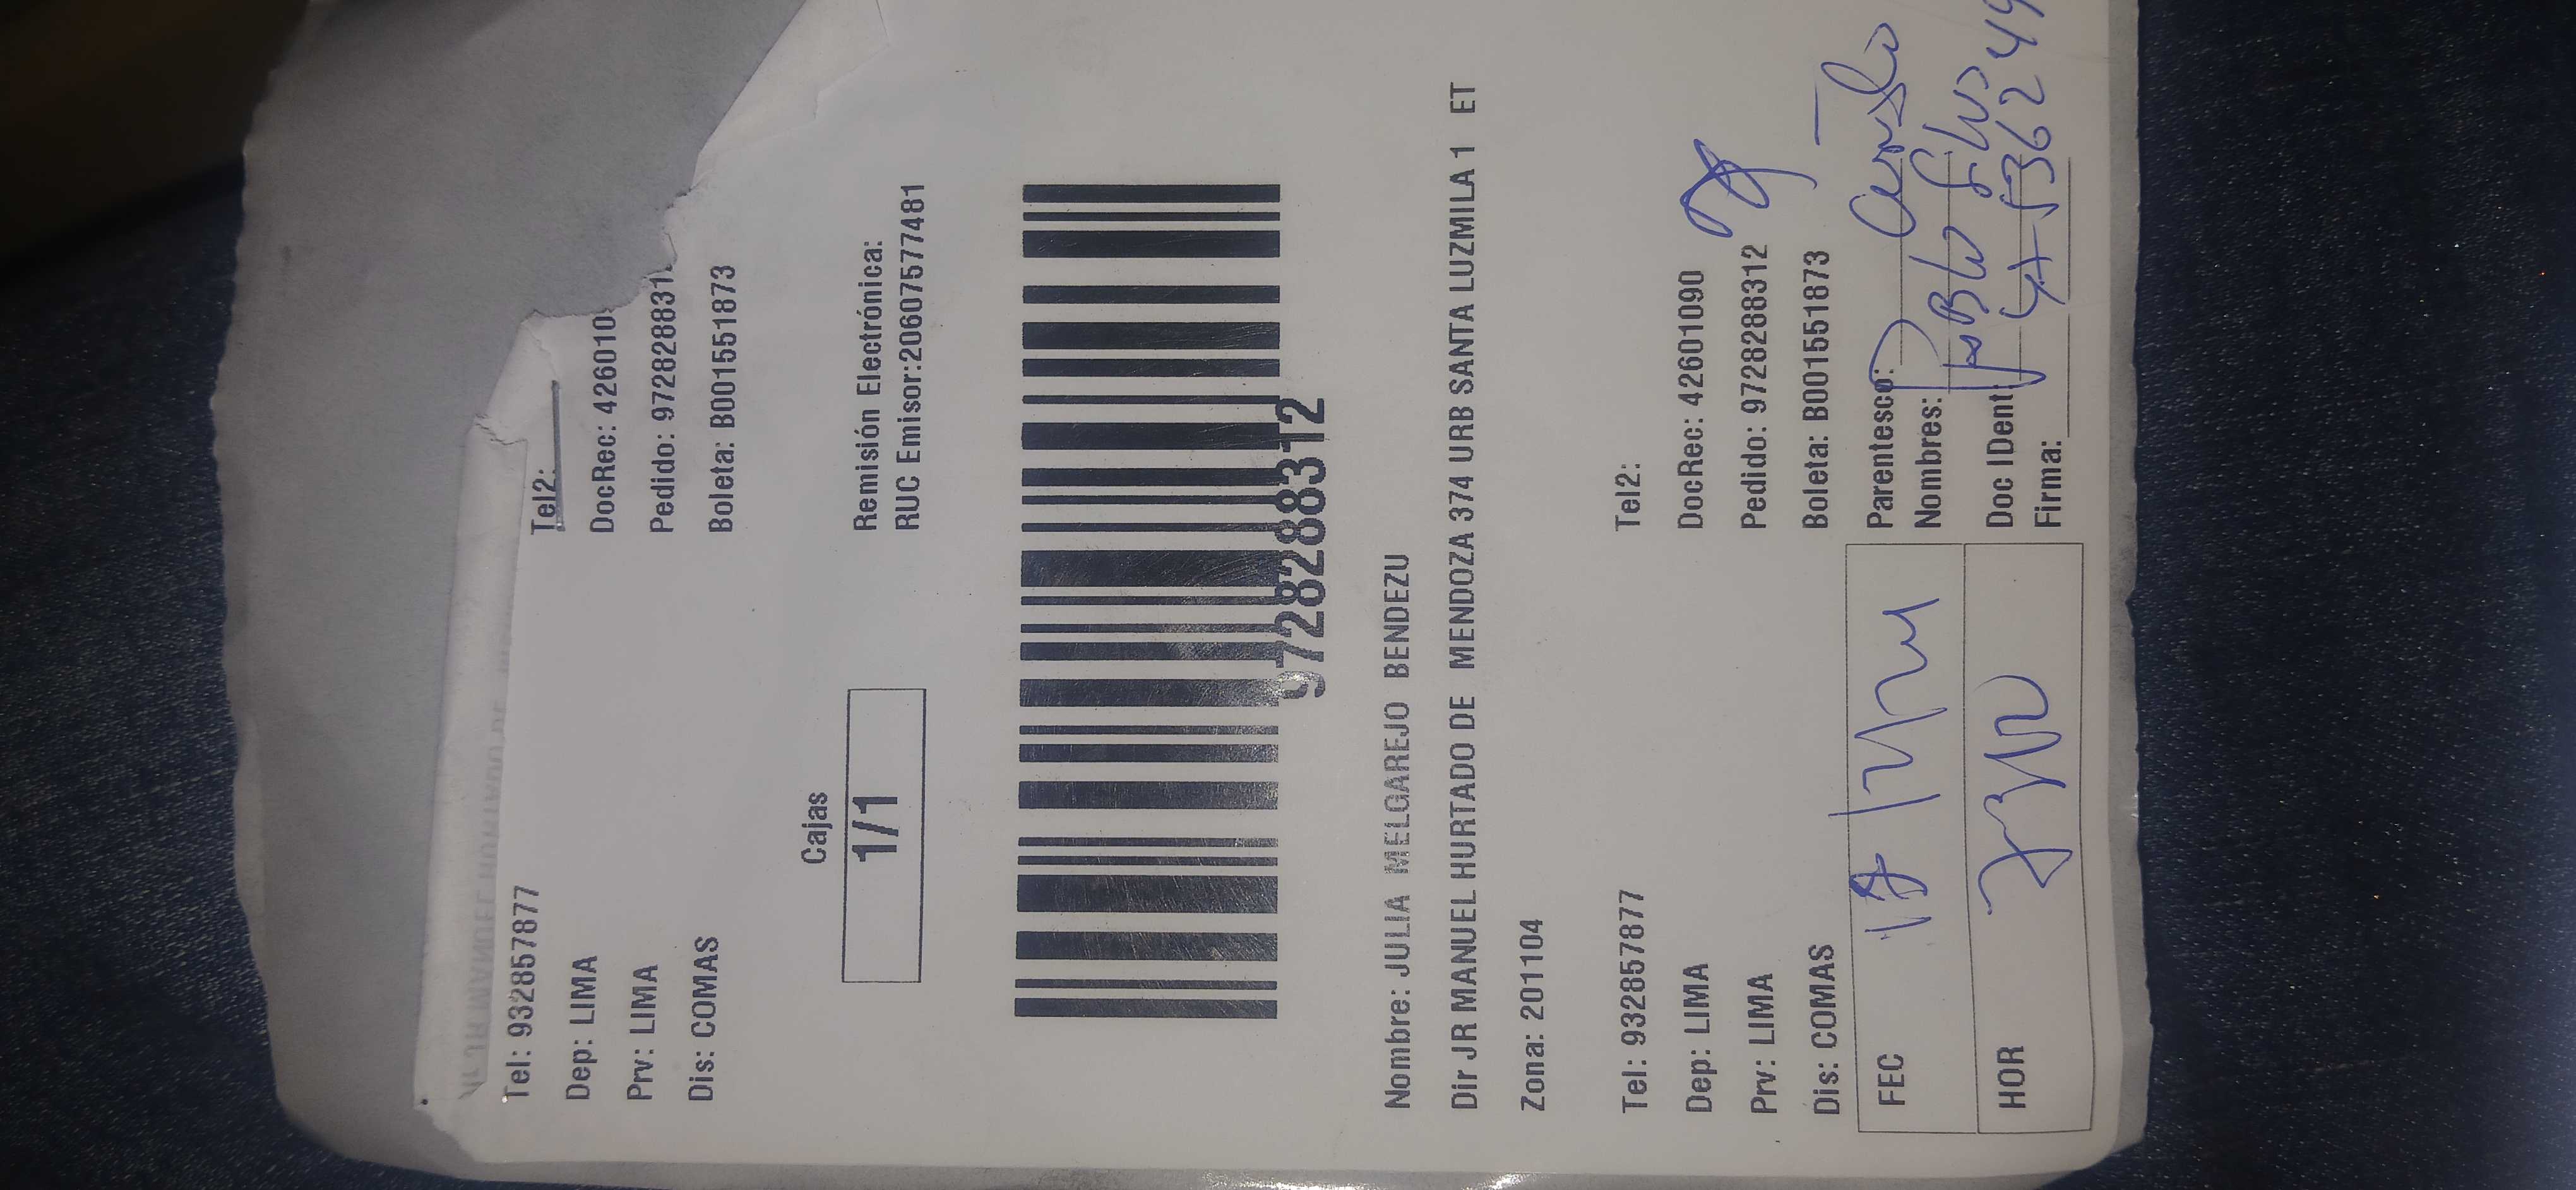 Tel: 932857877 Tel2:
Dep: LIMA DocRec: 4260109
Prv: LIMA Pedido: 972828831
Dis: COMAS Boleta: B001551873
Cajas
1/1
Remisión Electrónica:
RUC Emisor:20607577481
9728288312
Nombre: JULIA MELGAREJO BENDEZU
Dir JR MANUEL HURTADO DE MENDOZA 374 URB SANTA LUZMILA 1 ET
Zona: 201104
Tel: 932857877 Tel2:
Dep: LIMA DocRec: 42601090
Prv: LIMA Pedido: 9728288312
Dis: COMAS Boleta: B001551873
FEC
HOR
Parentesco:
Nombres: Pablo
Doc IDent
Firma: